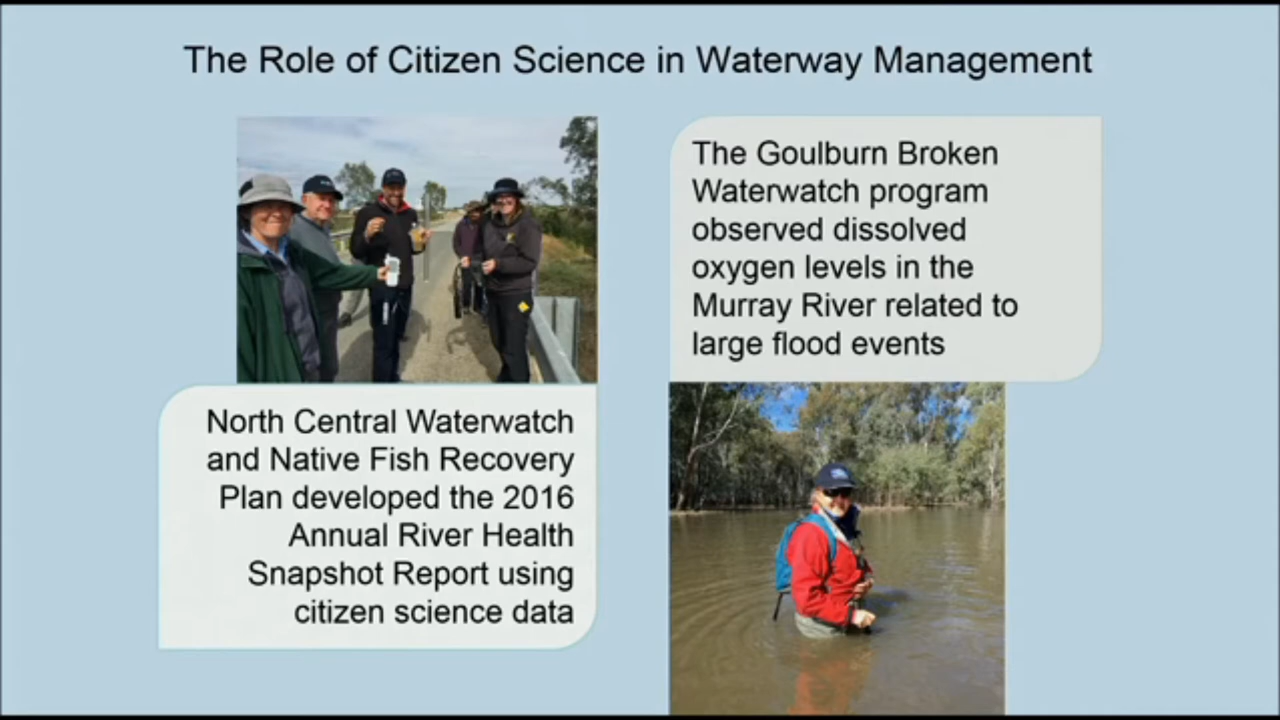 The Role of Citizen Science in Waterway Management
The Goulburn Broken
Waterwatch program
observed dissolved
oxygen levels in the
Murray River related to
large flood events
North Central Waterwatch
and Native Fish Recovery
Plan developed the 2016
Annual River Health
Snapshot Report using
citizen science data